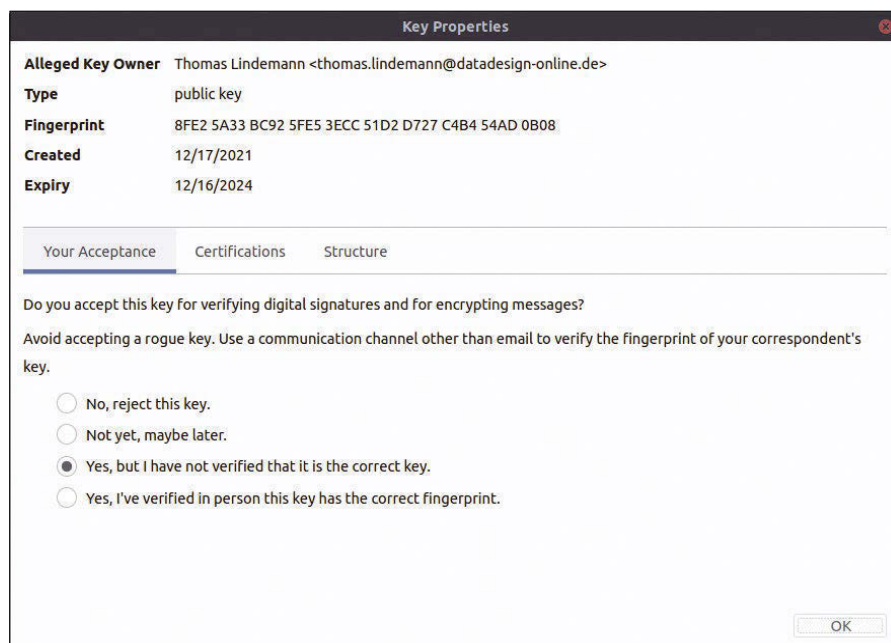 Key Properties
Alleged Key Owner Thomas Lindemann <thomas.lindemann@datadesign-online.de>
Type public key
Fingerprint 8FE2 5A33 BC92 5FE5 3ECC 51D2 D727 C4B4 54AD 0B08
Created 12/17/2021
Expiry 12/16/2024
Your Acceptance Certifications Structure
Do you accept this key for verifying digital signatures and for encrypting messages?
Avoid accepting a rogue key. Use a communication channel other than email to verify the fingerprint of your correspondent's
key.
No, reject this key.
Not yet, maybe later.
Yes, but I have not verified that it is the correct key.
Yes, I've verified in person this key has the correct fingerprint.
OK